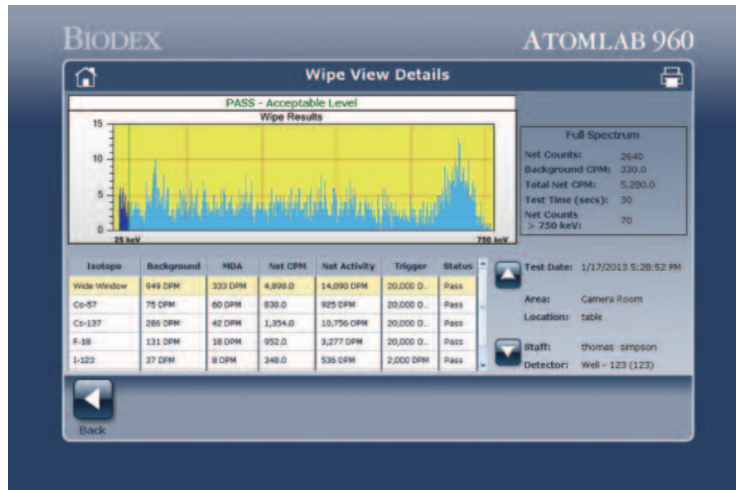 BIODEX
ATOMLAB 960
Wipe View Details
PASS - Acceptable Level
Wipe Results
15
10
5
0
25 keV 750 keV
Full Spectrum
Net Counts: 2640
Background CPM: 330.0
Total Net CPM: 5,280.0
Test Time (secs): 30
Net Counts
> 750 keV: 70
Isotope Background MDA Net CPM Net Activity Trigger Status
Wide Window 949 DPM 333 DPM 4,898.0 14,090 DPM 20,000 D... Pass
Co-57 75 DPM 60 DPM 838.0 925 DPM 20,000 D... Pass
Cs-137 286 DPM 42 DPM 1,354.0 10,756 DPM 20,000 D... Pass
F-18 131 DPM 18 DPM 952.0 3,277 DPM 20,000 D... Pass
I-123 37 DPM 8 DPM 348.0 536 DPM 2,000 DPM Pass
Test Date: 1/17/2013 5:28:52 PM
Area: Camera Room
Location: table
Staff: thomas simpson
Detector: Well - 123 (123)
Back